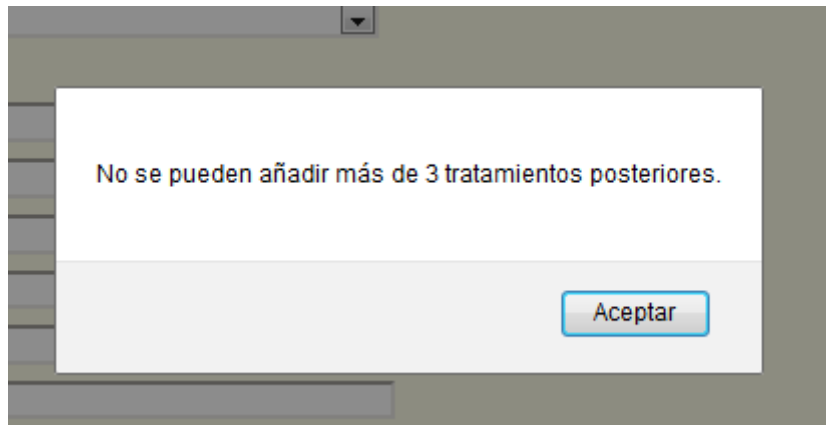 No se pueden añadir más de 3 tratamientos posteriores.
Aceptar